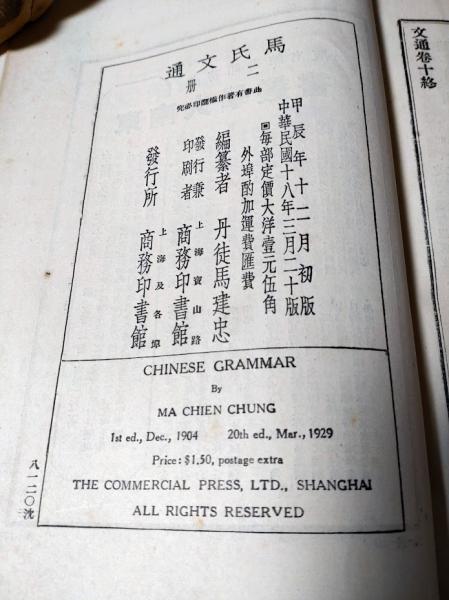 文通卷十終
馬氏文通
二冊
此書有著作權翻印必究
甲辰年十二月初版
中華民國十八年三月二十版
每部定價大洋壹元伍角
外埠酌加運費匯費
編纂者 丹徒馬建忠
發行兼印刷者 上海寶山路 商務印書館
發行所 上海及各埠 商務印書館
CHINESE GRAMMAR
By
MA CHIEN CHUNG
1st ed., Dec., 1904 20th ed., Mar., 1929
Price: $1.50, postage extra
THE COMMERCIAL PRESS, LTD., SHANGHAI
ALL RIGHTS RESERVED
八一二〇沈